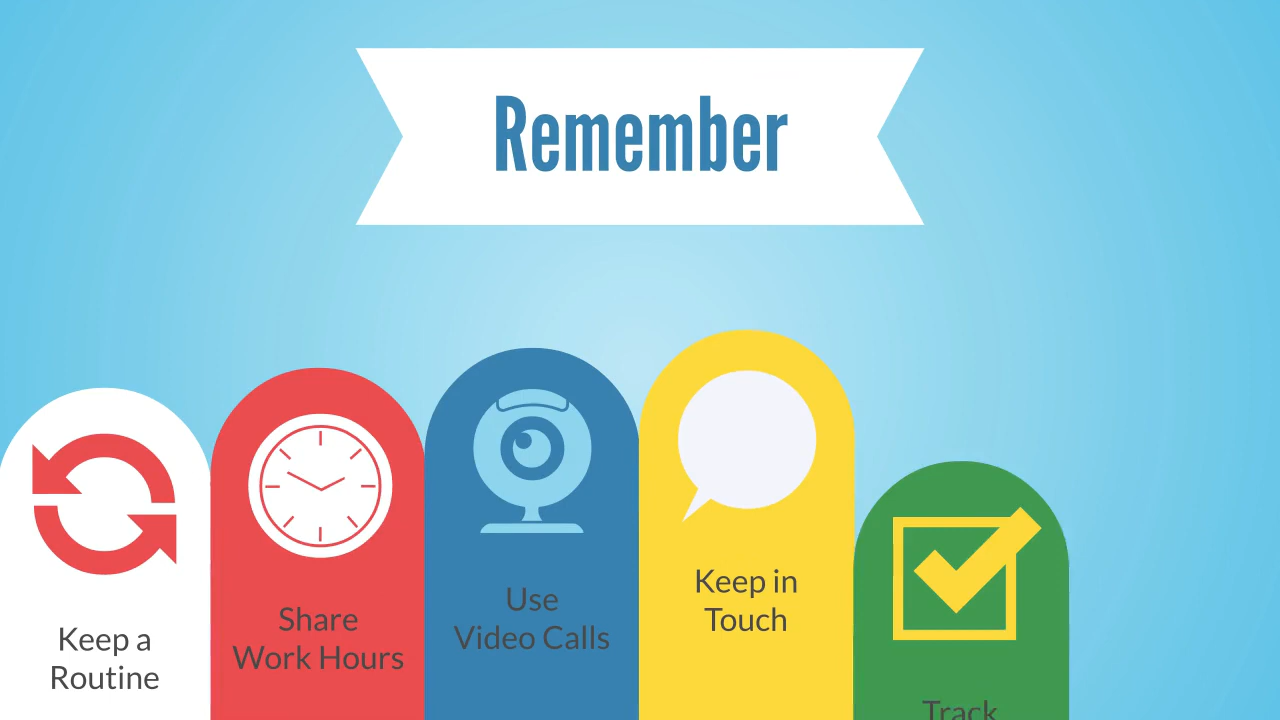 Remember
Keep a
Routine
Share
Work Hours
Use
Video Calls
Keep in
Touch
Track